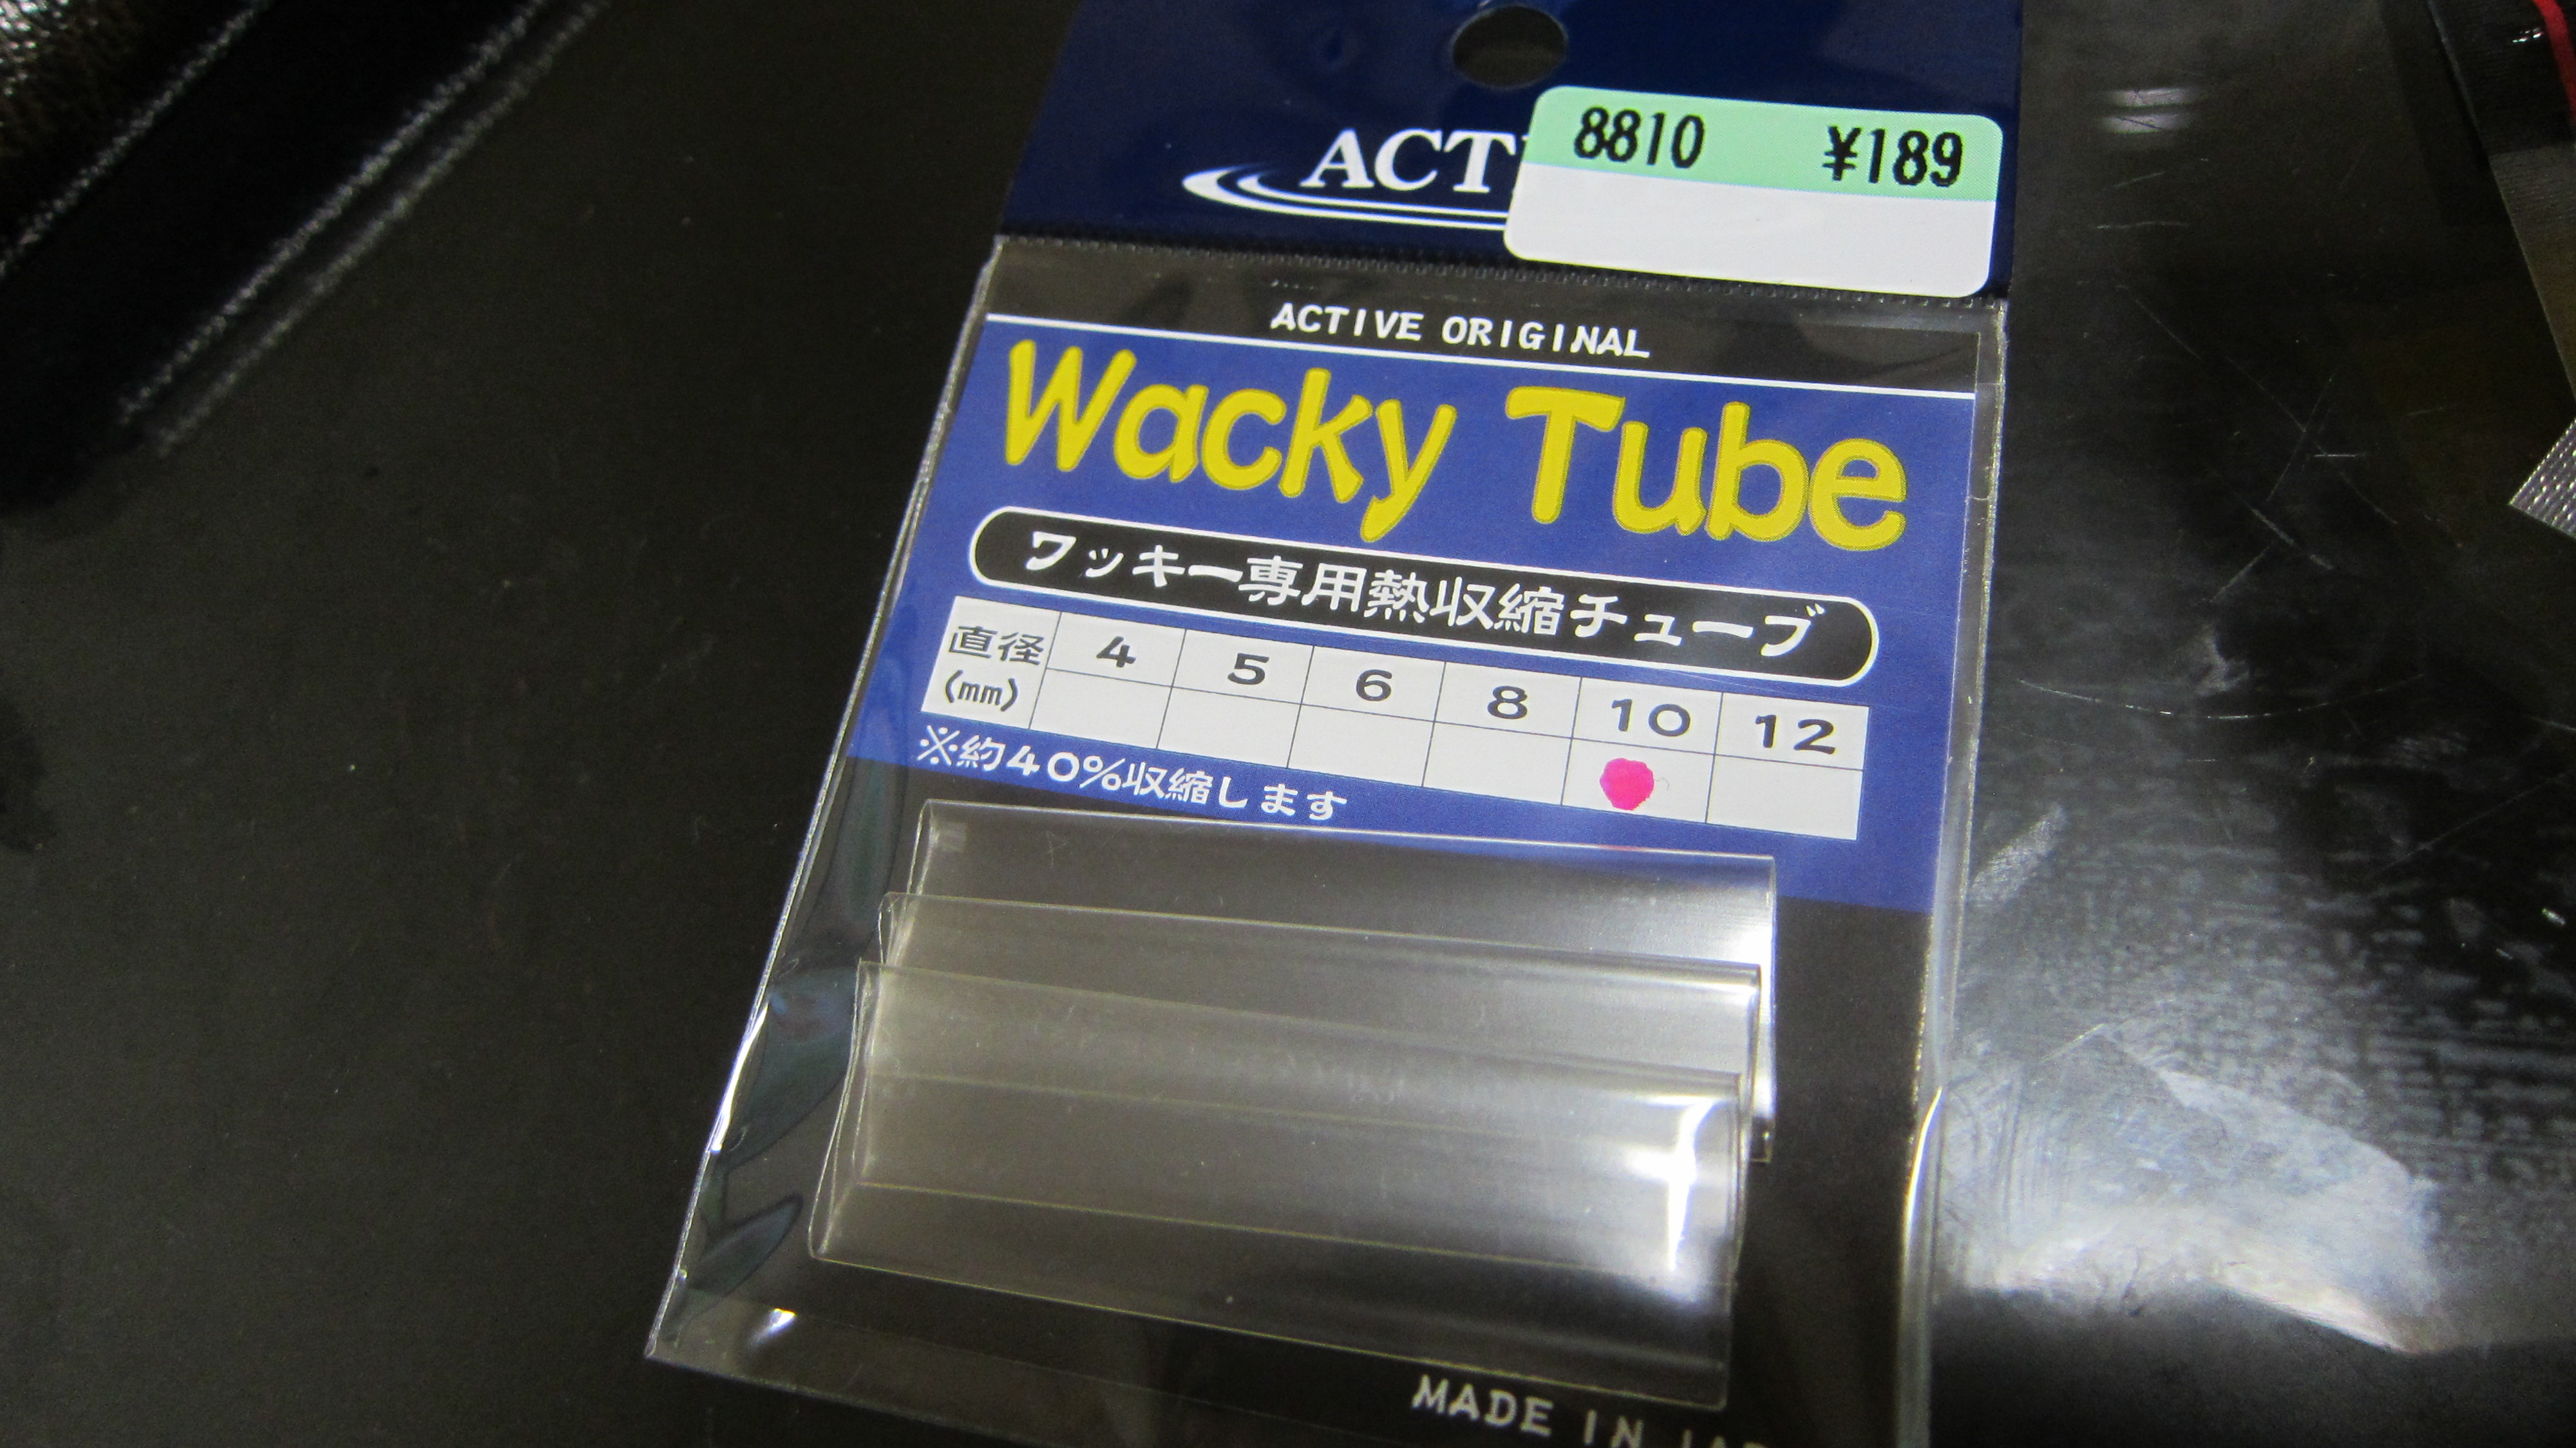 8810 ¥189
ACTIVE ORIGINAL
Wacky Tube
ワッキー専用熱収縮チューブ
直径 4 5 6 8 10 12
(mm)
※約40%収縮します
MADE IN